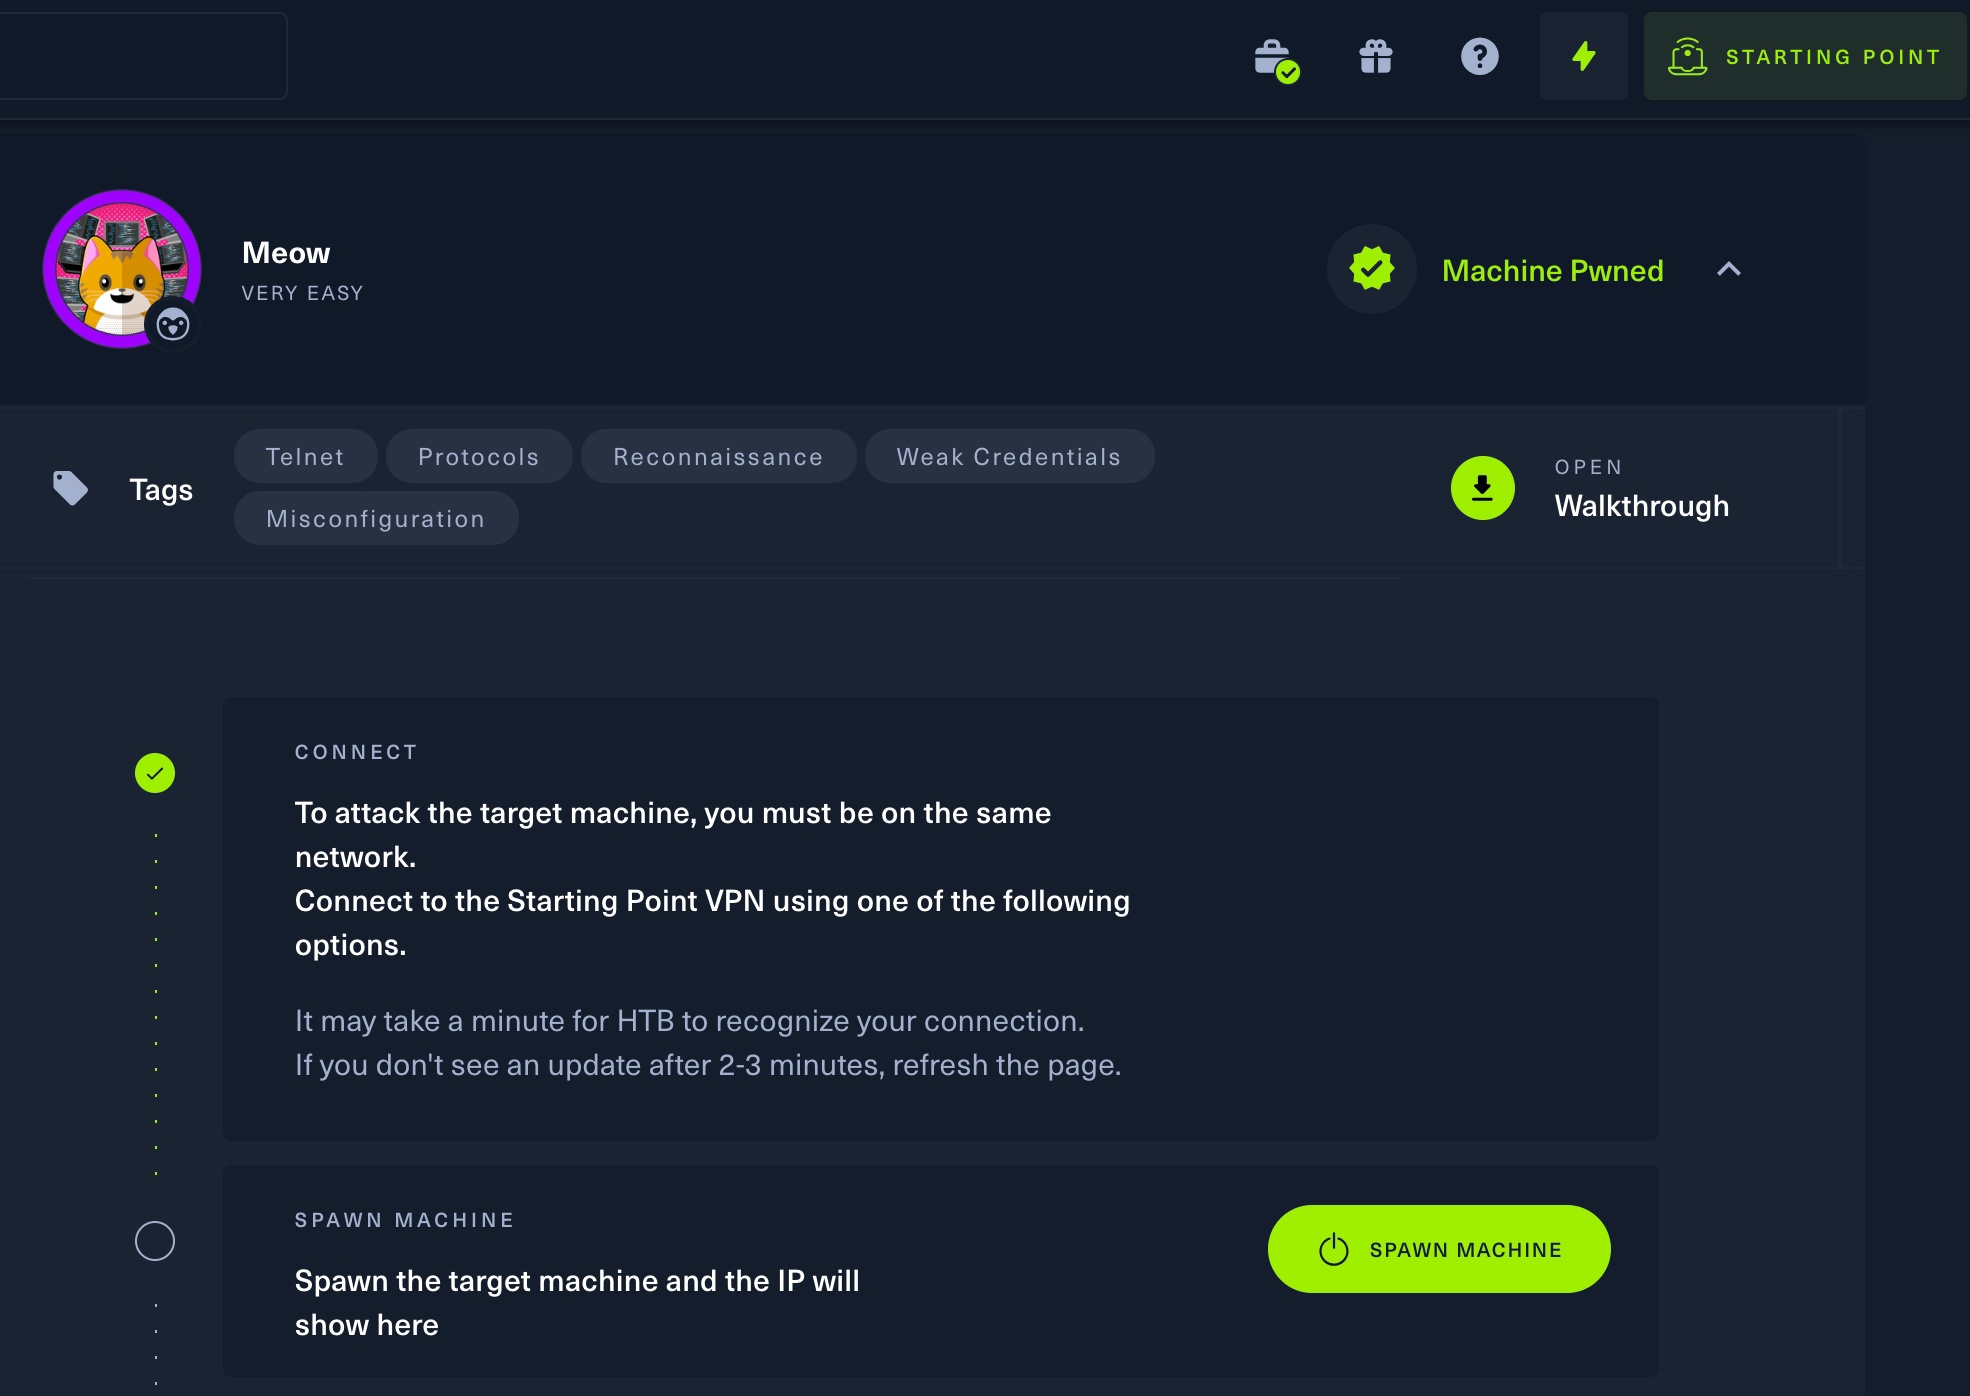 STARTING POINT
Meow
VERY EASY
Machine Pwned
Tags
Telnet
Protocols
Reconnaissance
Weak Credentials
Misconfiguration
OPEN
Walkthrough
CONNECT
To attack the target machine, you must be on the same
network.
Connect to the Starting Point VPN using one of the following
options.
It may take a minute for HTB to recognize your connection.
If you don't see an update after 2-3 minutes, refresh the page.
SPAWN MACHINE
Spawn the target machine and the IP will
show here
SPAWN MACHINE